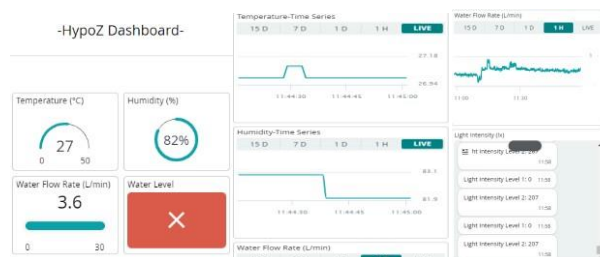 -HypoZ Dashboard-
Temperature (°C)
27
0 50
Humidity (%)
82%
Water Flow Rate (L/min)
3.6
0 30
Water Level
Temperature-Time Series
15 D 7 D 1 D 1 H LIVE
27.18
26.94
11:44:30 11:44:45 11:45:00
Humidity-Time Series
15 D 7 D 1 D 1 H LIVE
83.1
81.9
11:44:30 11:44:45 11:45:00
Water Flow Rate (L/min)
Water Flow Rate (L/min)
15 D 7 D 1 D 1 H LIVE
11:00 11:30
Light Intensity (lx)
ht Intensity Level 2: 207
11:58
Light Intensity Level 1: 0 11:58
Light Intensity Level 2: 207
11:58
Light Intensity Level 1: 0 11:58
Light Intensity Level 2: 207
11:58